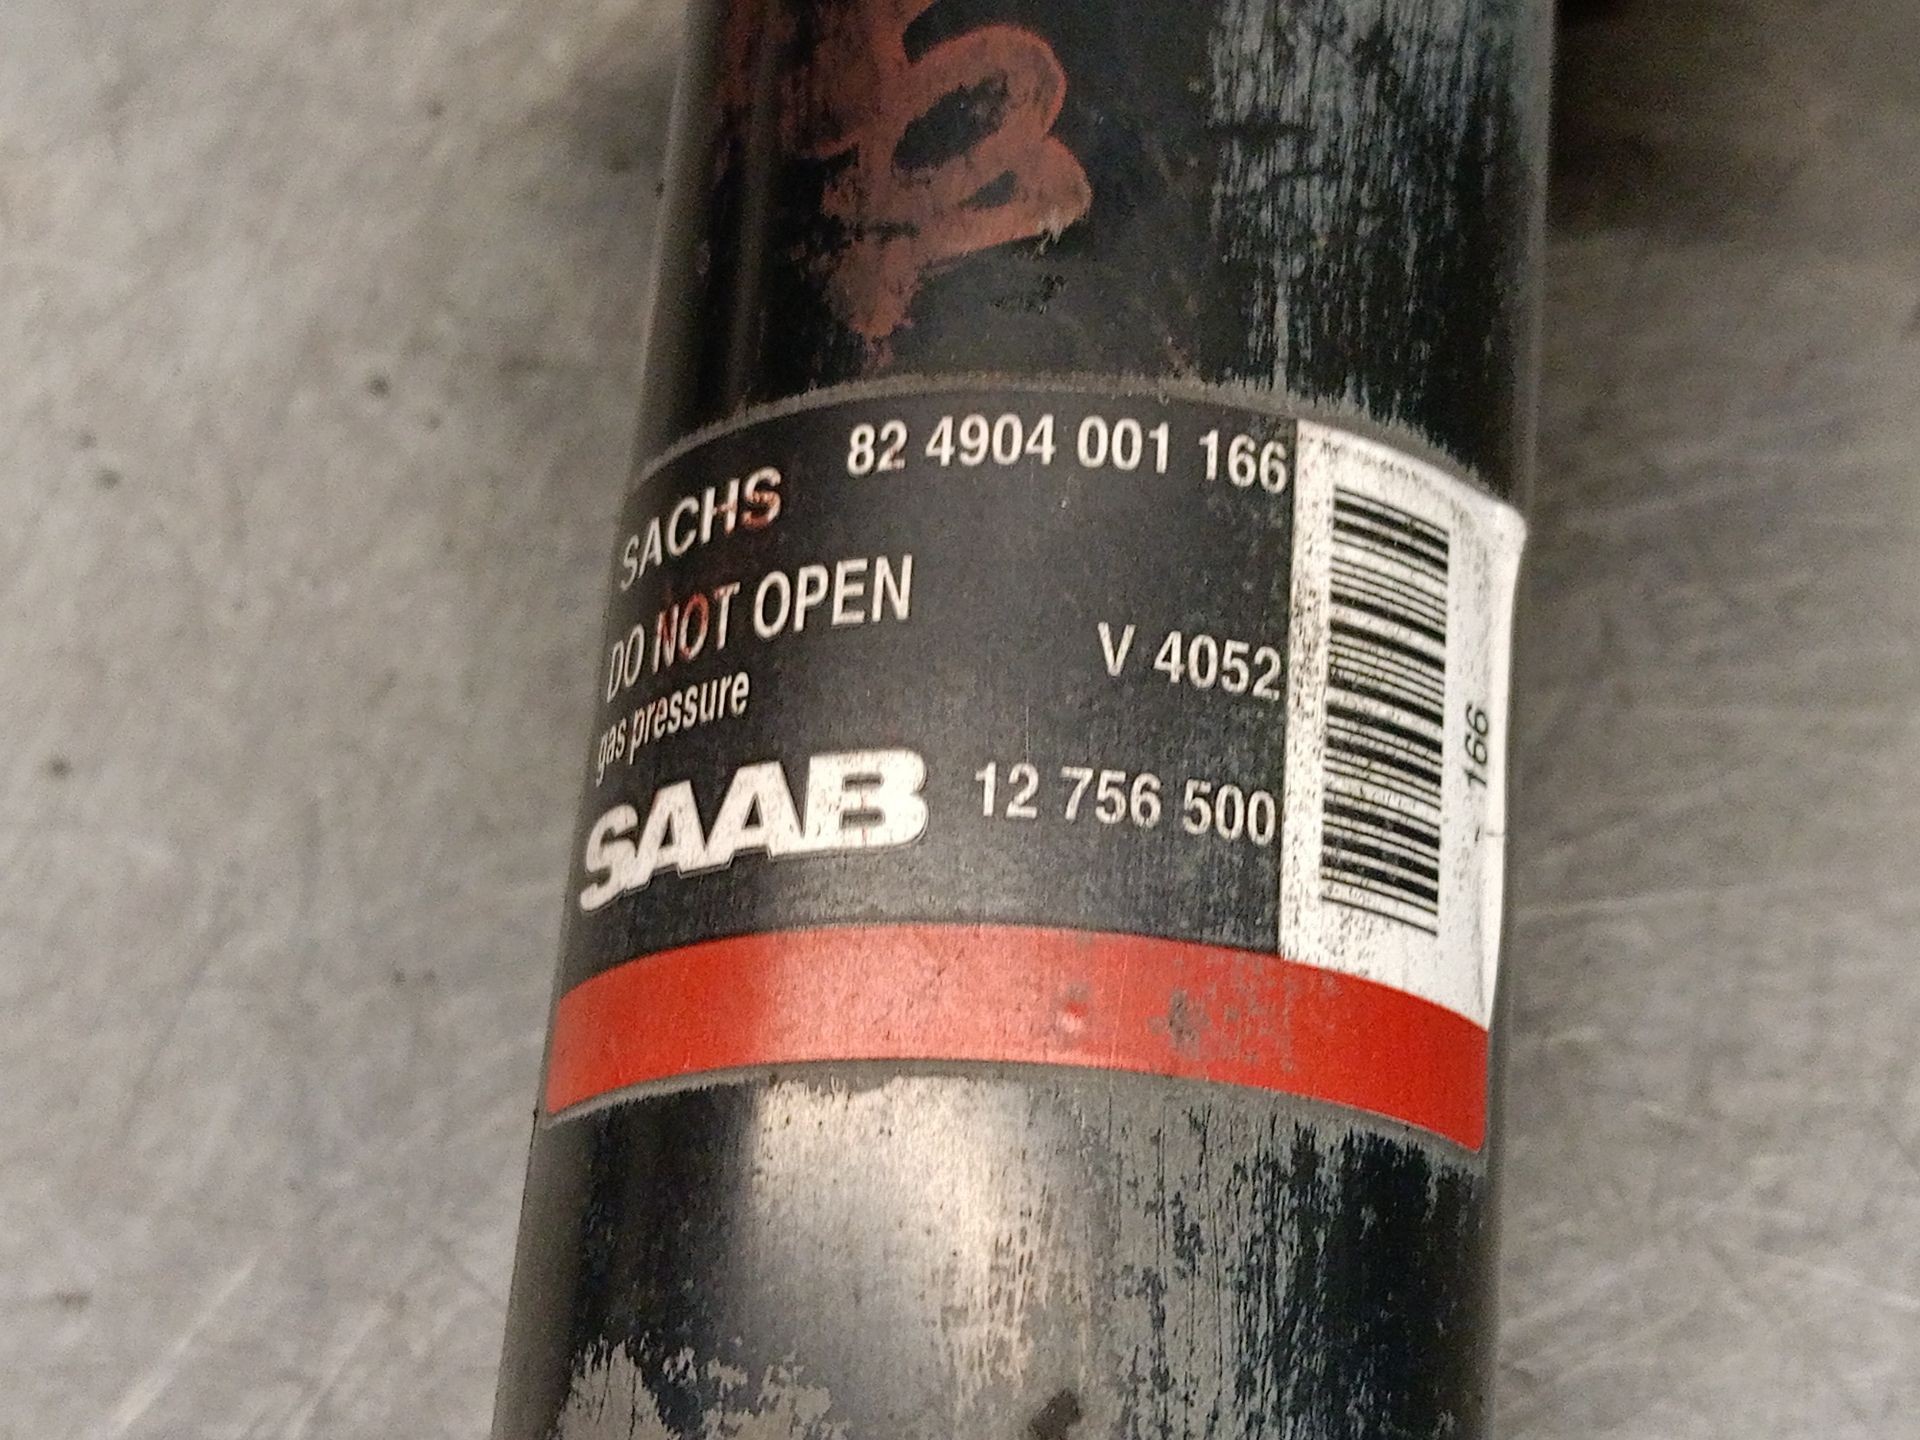 82 4904 001 166
SACHS
DO NOT OPEN
V 4052
gas pressure
SAAB 12 756 500
166